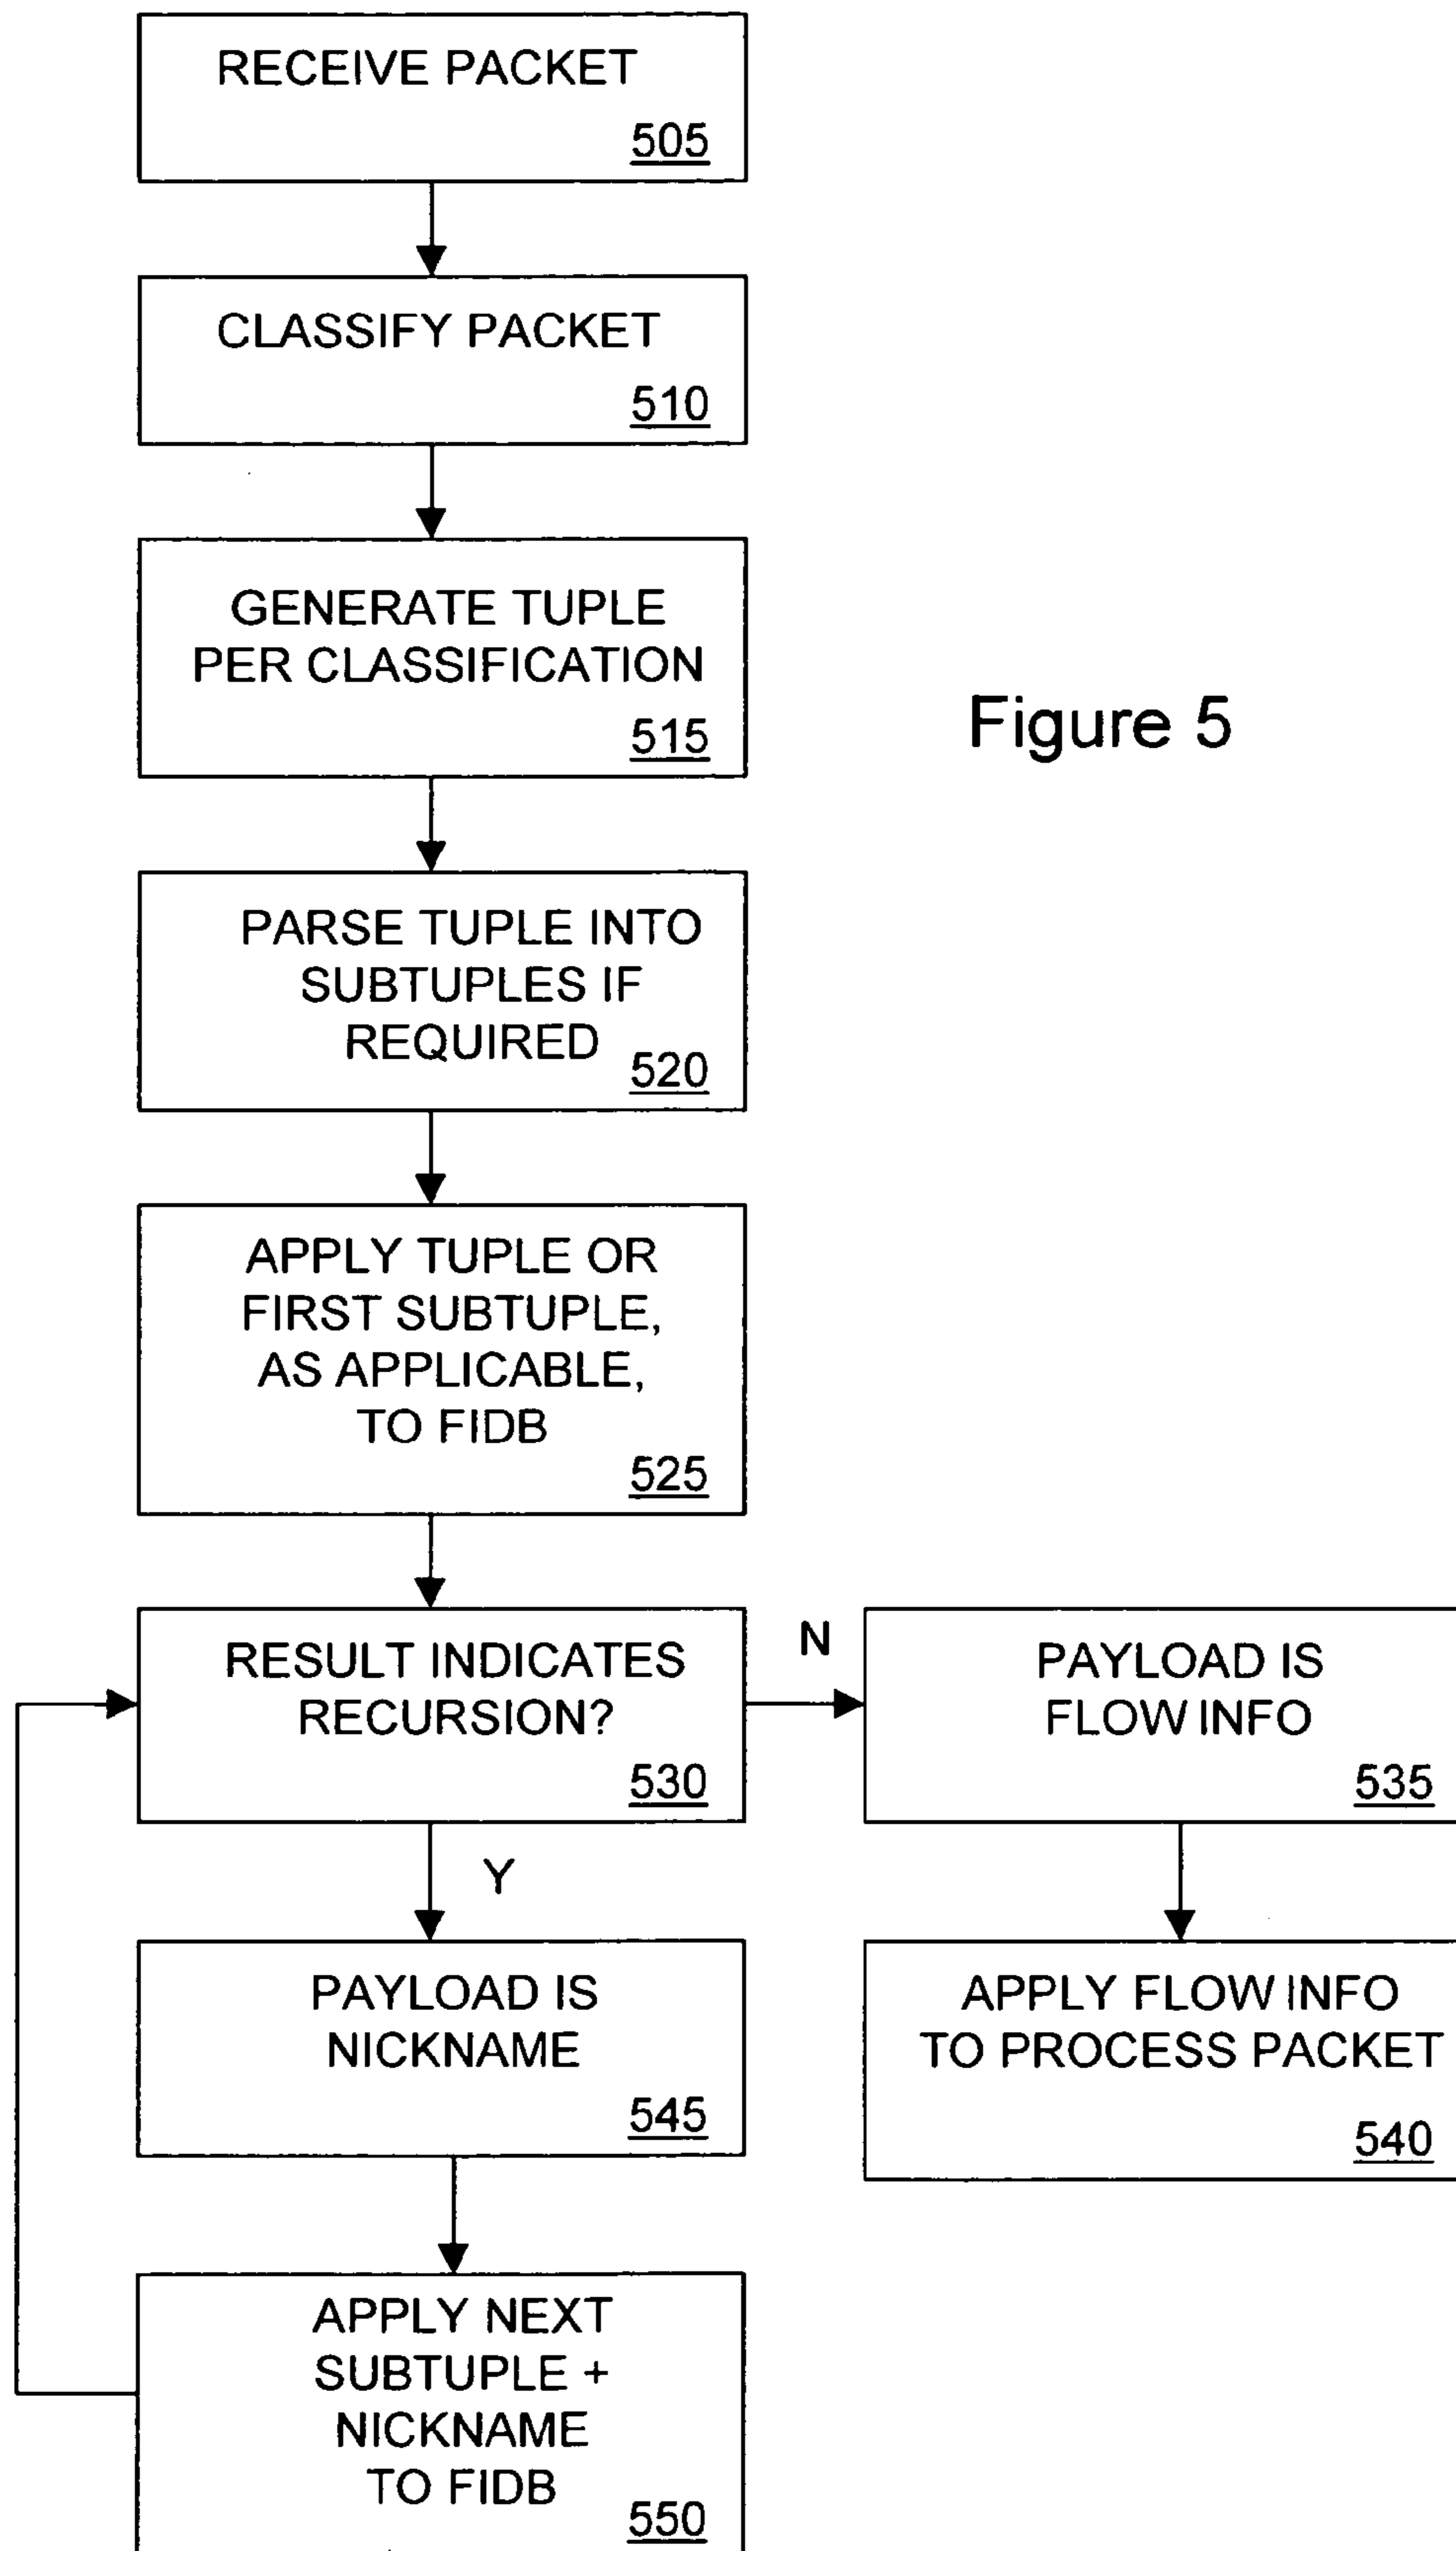 RECEIVE PACKET
505
CLASSIFY PACKET
510
GENERATE TUPLE
PER CLASSIFICATION
515
Figure 5
PARSE TUPLE INTO
SUBTUPLES IF
REQUIRED
520
APPLY TUPLE OR
FIRST SUBTUPLE,
AS APPLICABLE,
TO FIDB
525
RESULT INDICATES
RECURSION?
530
N
PAYLOAD IS
FLOW INFO
535
Y
PAYLOAD IS
NICKNAME
545
APPLY FLOW INFO
TO PROCESS PACKET
540
APPLY NEXT
SUBTUPLE +
NICKNAME
TO FIDB
550